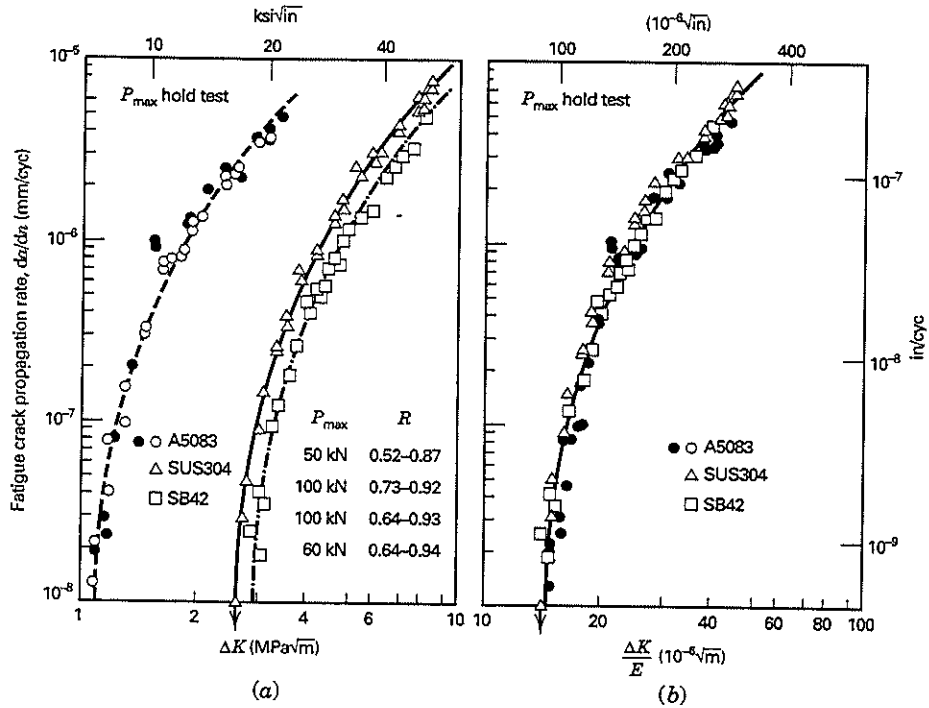 ksi√in
10 20 40
10⁻⁵
P_max hold test
10⁻⁶
10⁻⁷
10⁻⁸
Fatigue crack propagation rate, da/dn (mm/cyc)
P_max R
50 kN 0.52–0.87
100 kN 0.73–0.92
100 kN 0.64–0.93
60 kN 0.64–0.94
A5083
SUS304
SB42
1 2 4 6 10
ΔK (MPa√m)
(a)
(10⁻⁶√in)
100 200 400
P_max hold test
10⁻⁷
10⁻⁸
10⁻⁹
in/cyc
A5083
SUS304
SB42
10 20 40 60 80 100
ΔK/E (10⁻⁶√m)
(b)